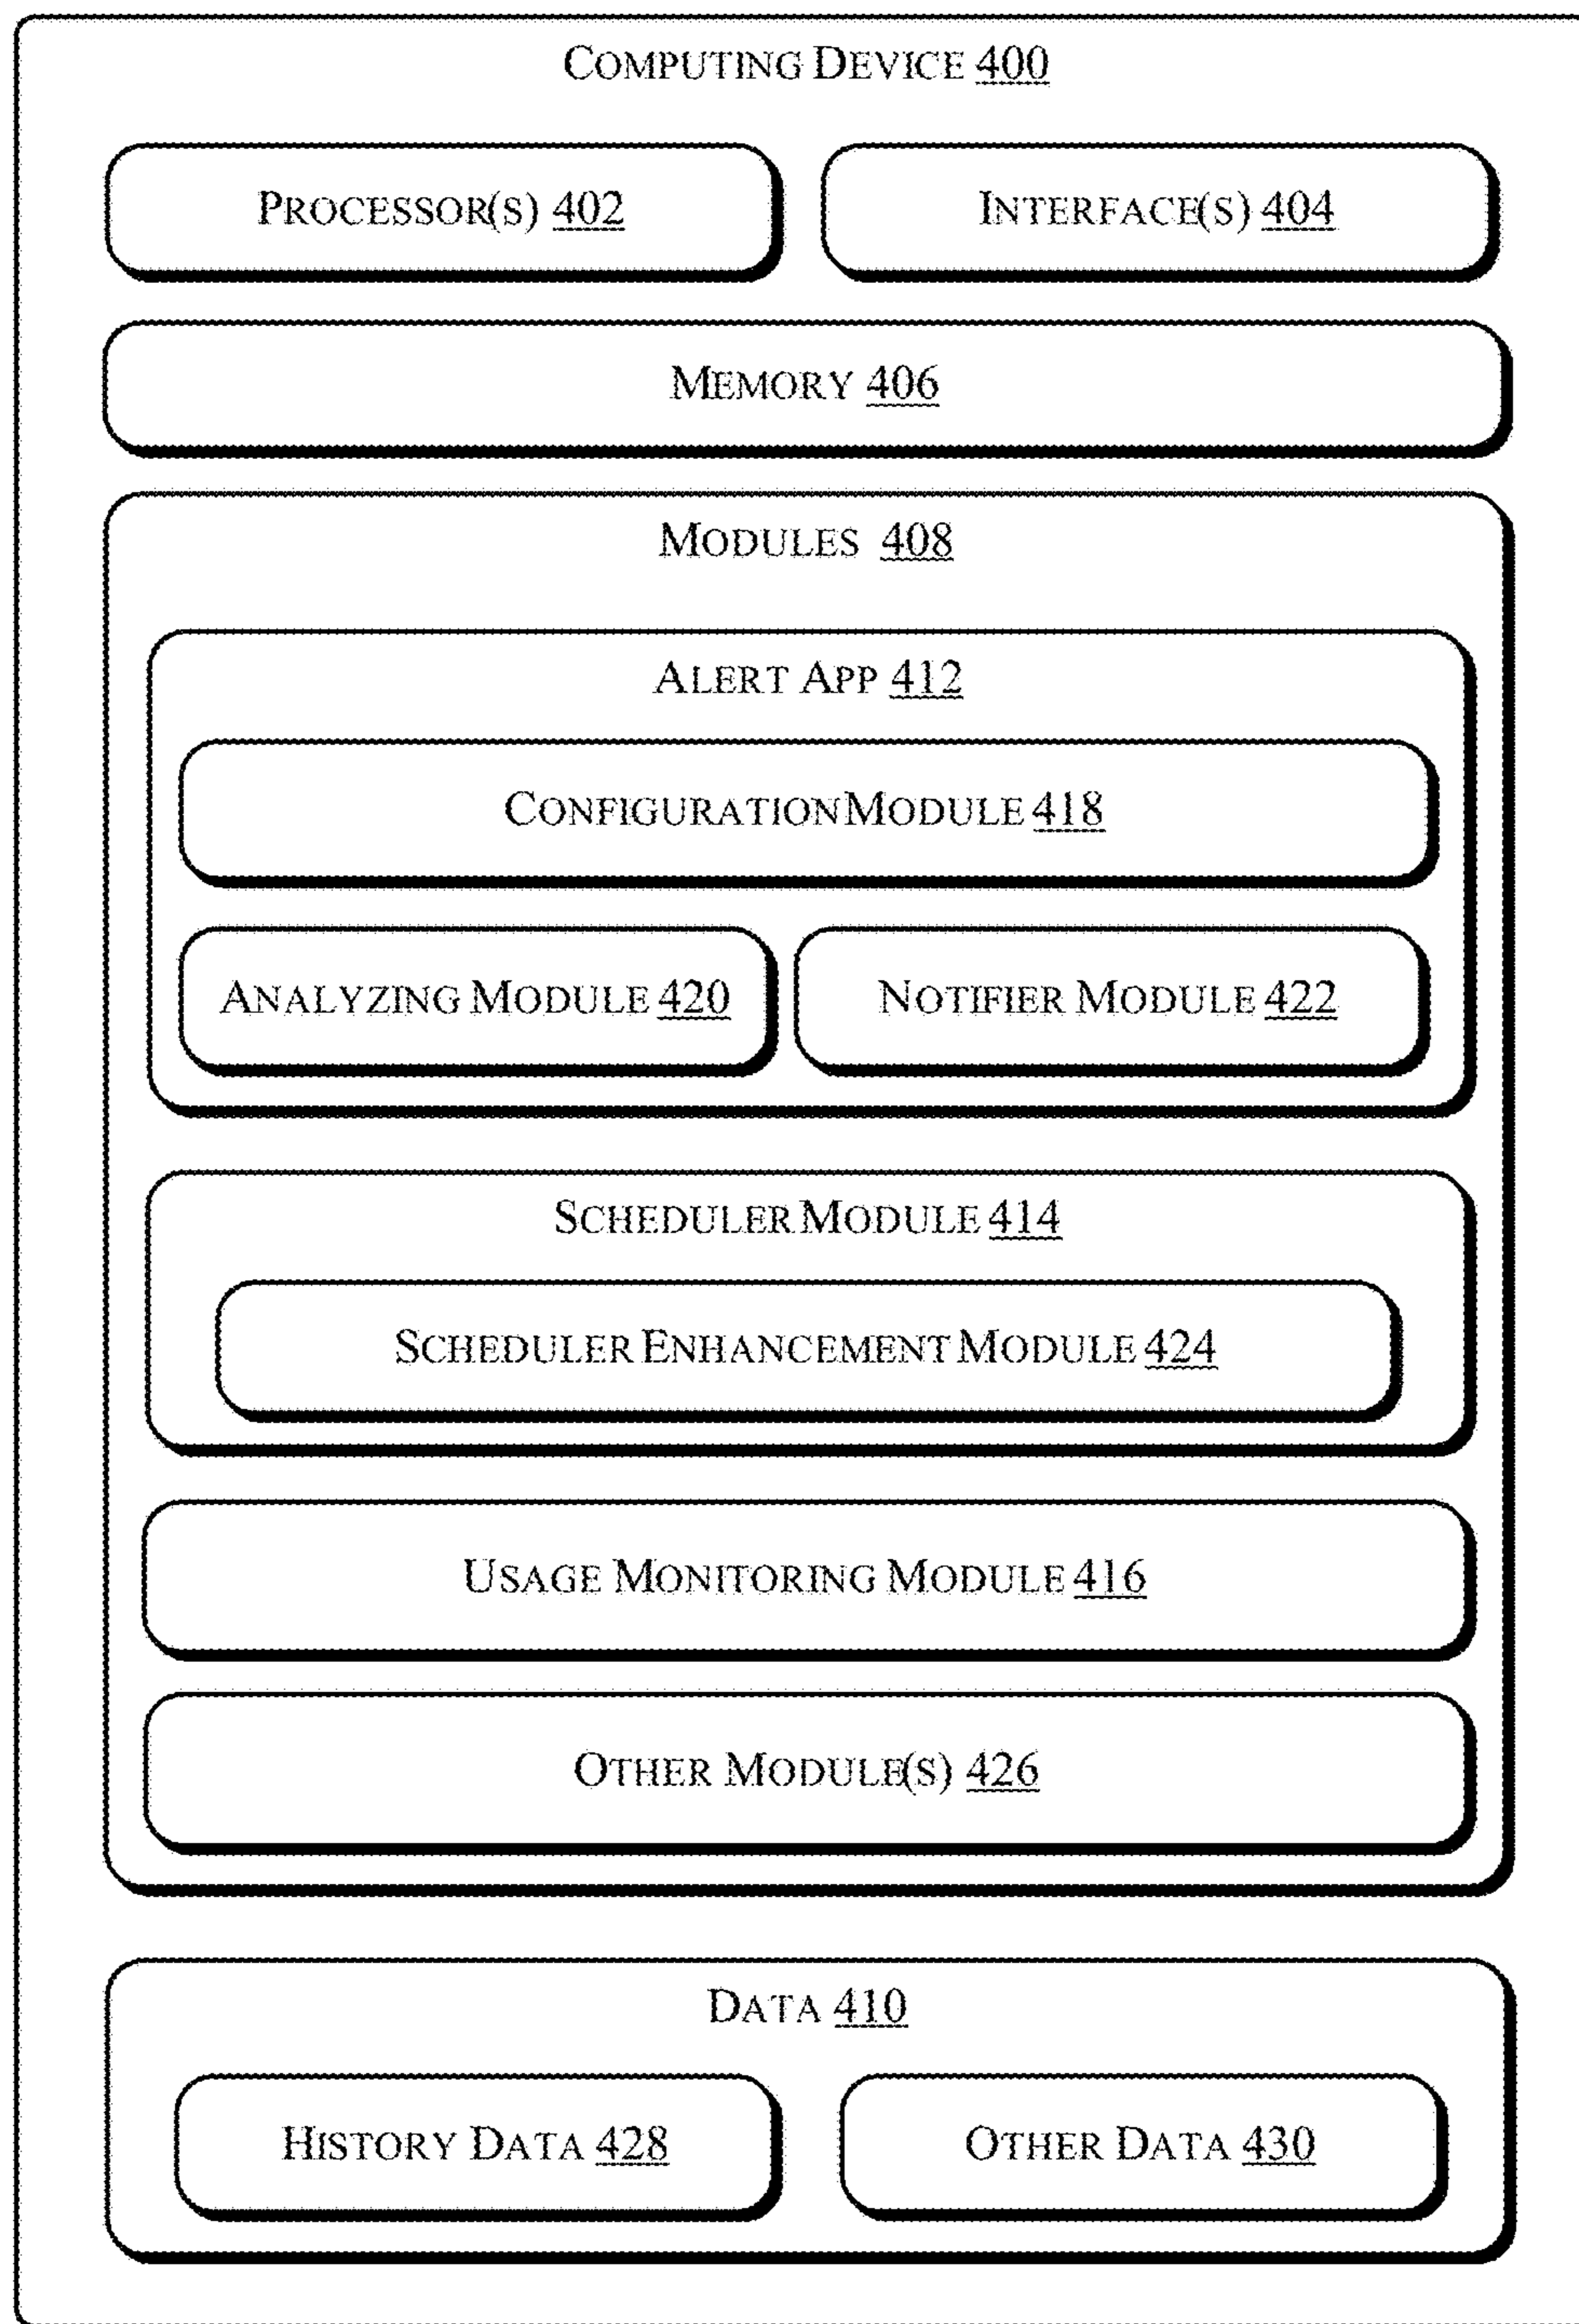 COMPUTING DEVICE 400
PROCESSOR(S) 402
INTERFACE(S) 404
MEMORY 406
MODULES 408
ALERT APP 412
CONFIGURATION MODULE 418
ANALYZING MODULE 420
NOTIFIER MODULE 422
SCHEDULER MODULE 414
SCHEDULER ENHANCEMENT MODULE 424
USAGE MONITORING MODULE 416
OTHER MODULE(S) 426
DATA 410
HISTORY DATA 428
OTHER DATA 430